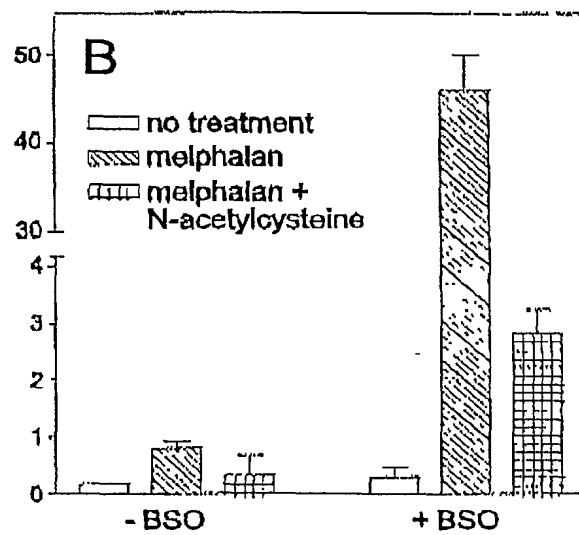 50
B
no treatment
40
melphalan
melphalan +
N-acetylcysteine
30
4
3
2
1
0
- BSO
+ BSO